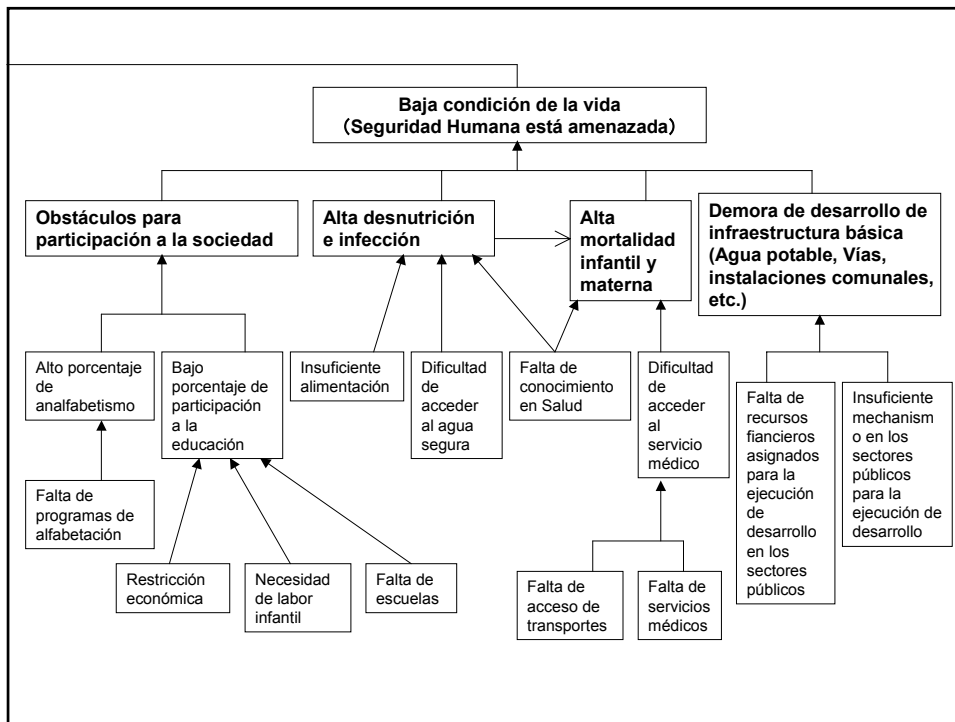 Baja condición de la vida
（Seguridad Humana está amenazada）
Obstáculos para
participación a la sociedad
Alta desnutrición
e infección
Alta
mortalidad
infantil y
materna
Demora de desarrollo de
infraestructura básica
(Agua potable, Vías,
instalaciones comunales,
etc.)
Alto porcentaje
de
analfabetismo
Bajo
porcentaje de
participación
a la
educación
Insuficiente
alimentación
Dificultad
de
acceder
al agua
segura
Falta de
conocimiento
en Salud
Dificultad
de
acceder
al
servicio
médico
Falta de
recursos
fiancieros
asignados
para la
ejecución
de
desarrollo
en los
sectores
públicos
Insuficiente
mechanism
o en los
sectores
públicos
para la
ejecución de
desarrollo
Falta de
programas de
alfabetación
Restricción
económica
Necesidad
de labor
infantil
Falta de
escuelas
Falta de
acceso de
transportes
Falta de
servicios
médicos